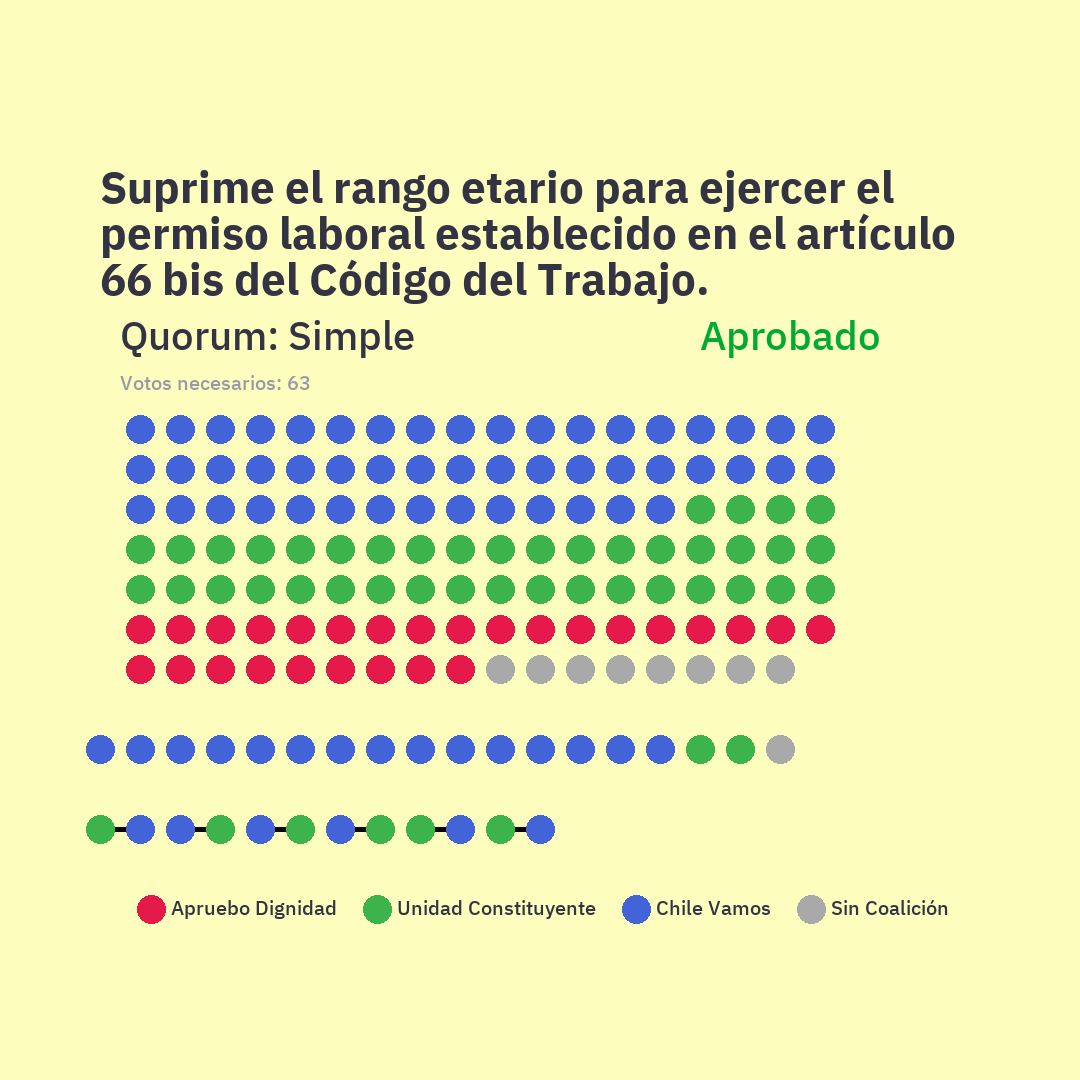 Suprime el rango etario para ejercer el
permiso laboral establecido en el artículo
66 bis del Código del Trabajo.
Quorum: Simple
Aprobado
Votos necesarios: 63
Apruebo Dignidad
Unidad Constituyente
Chile Vamos
Sin Coalición